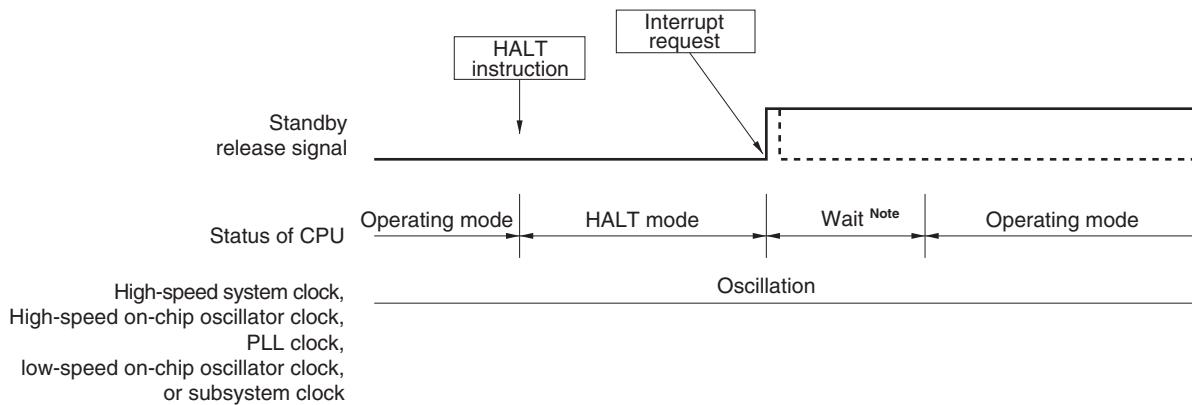 Interrupt
request
HALT
instruction
Standby
release signal
Status of CPU
Operating mode
HALT mode
Wait Note
Operating mode
High-speed system clock,
High-speed on-chip oscillator clock,
PLL clock,
low-speed on-chip oscillator clock,
or subsystem clock
Oscillation